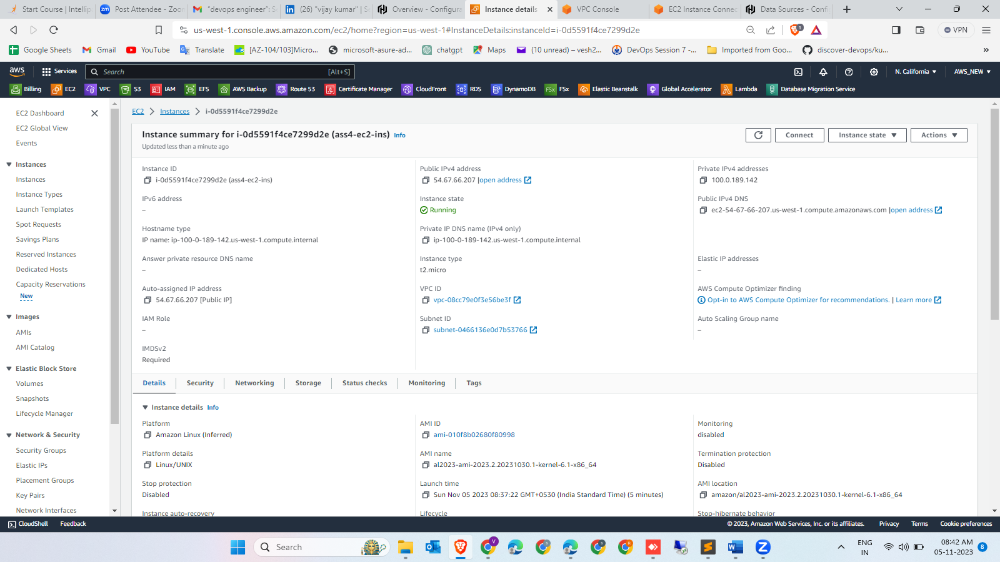 Start Course | Intellip
Post Attendee - Zoom
"devops engineer": S
(26) "vijay kumar" | Se
Overview - Configura
Instance details
VPC Console
EC2 Instance Connec
Data Sources - Confi
us-west-1.console.aws.amazon.com/ec2/home?region=us-west-1#InstanceDetails:instanceId=i-0d5591f4ce7299d2e
1
VPN
Google Sheets
Gmail
YouTube
Translate
[AZ-104/103]Micro...
microsoft-asure-ad...
chatgpt
Maps
(10 unread) – vesh2...
DevOps Session 7 -...
Imported from Goo...
discover-devops/ku...
aws
Services
Search
[Alt+S]
N. California
AWS_NEW
Billing
EC2
VPC
S3
IAM
EFS
AWS Backup
Route 53
Certificate Manager
CloudFront
RDS
DynamoDB
FSx
Elastic Beanstalk
Global Accelerator
Lambda
Database Migration Service
EC2 Dashboard
EC2 Global View
Events
Instances
Instances
Instance Types
Launch Templates
Spot Requests
Savings Plans
Reserved Instances
Dedicated Hosts
Capacity Reservations
New
Images
AMIs
AMI Catalog
Elastic Block Store
Volumes
Snapshots
Lifecycle Manager
Network & Security
Security Groups
Elastic IPs
Placement Groups
Key Pairs
Network Interfaces
EC2 > Instances > i-0d5591f4ce7299d2e
Instance summary for i-0d5591f4ce7299d2e (ass4-ec2-ins) Info
Updated less than a minute ago
Connect
Instance state
Actions
Instance ID
i-0d5591f4ce7299d2e (ass4-ec2-ins)
Public IPv4 address
54.67.66.207 |open address
Private IPv4 addresses
100.0.189.142
IPv6 address
–
Instance state
Running
Public IPv4 DNS
ec2-54-67-66-207.us-west-1.compute.amazonaws.com |open address
Hostname type
IP name: ip-100-0-189-142.us-west-1.compute.internal
Private IP DNS name (IPv4 only)
ip-100-0-189-142.us-west-1.compute.internal
Answer private resource DNS name
–
Instance type
t2.micro
Elastic IP addresses
–
Auto-assigned IP address
54.67.66.207 [Public IP]
VPC ID
vpc-08cc79e0f3e56be3f
AWS Compute Optimizer finding
Opt-in to AWS Compute Optimizer for recommendations. | Learn more
IAM Role
–
Subnet ID
subnet-0466136e0d7b53766
Auto Scaling Group name
–
IMDSv2
Required
Details
Security
Networking
Storage
Status checks
Monitoring
Tags
Instance details Info
Platform
Amazon Linux (Inferred)
AMI ID
ami-010f8b02680f80998
Monitoring
disabled
Platform details
Linux/UNIX
AMI name
al2023-ami-2023.2.20231030.1-kernel-6.1-x86_64
Termination protection
Disabled
Stop protection
Disabled
Launch time
Sun Nov 05 2023 08:37:22 GMT+0530 (India Standard Time) (5 minutes)
AMI location
amazon/al2023-ami-2023.2.20231030.1-kernel-6.1-x86_64
Instance auto-recovery
Lifecycle
Stop-hibernate behavior
CloudShell
Feedback
© 2023, Amazon Web Services, Inc. or its affiliates.
Privacy
Terms
Cookie preferences
Search
ENG
IN
08:42 AM
05-11-2023
8